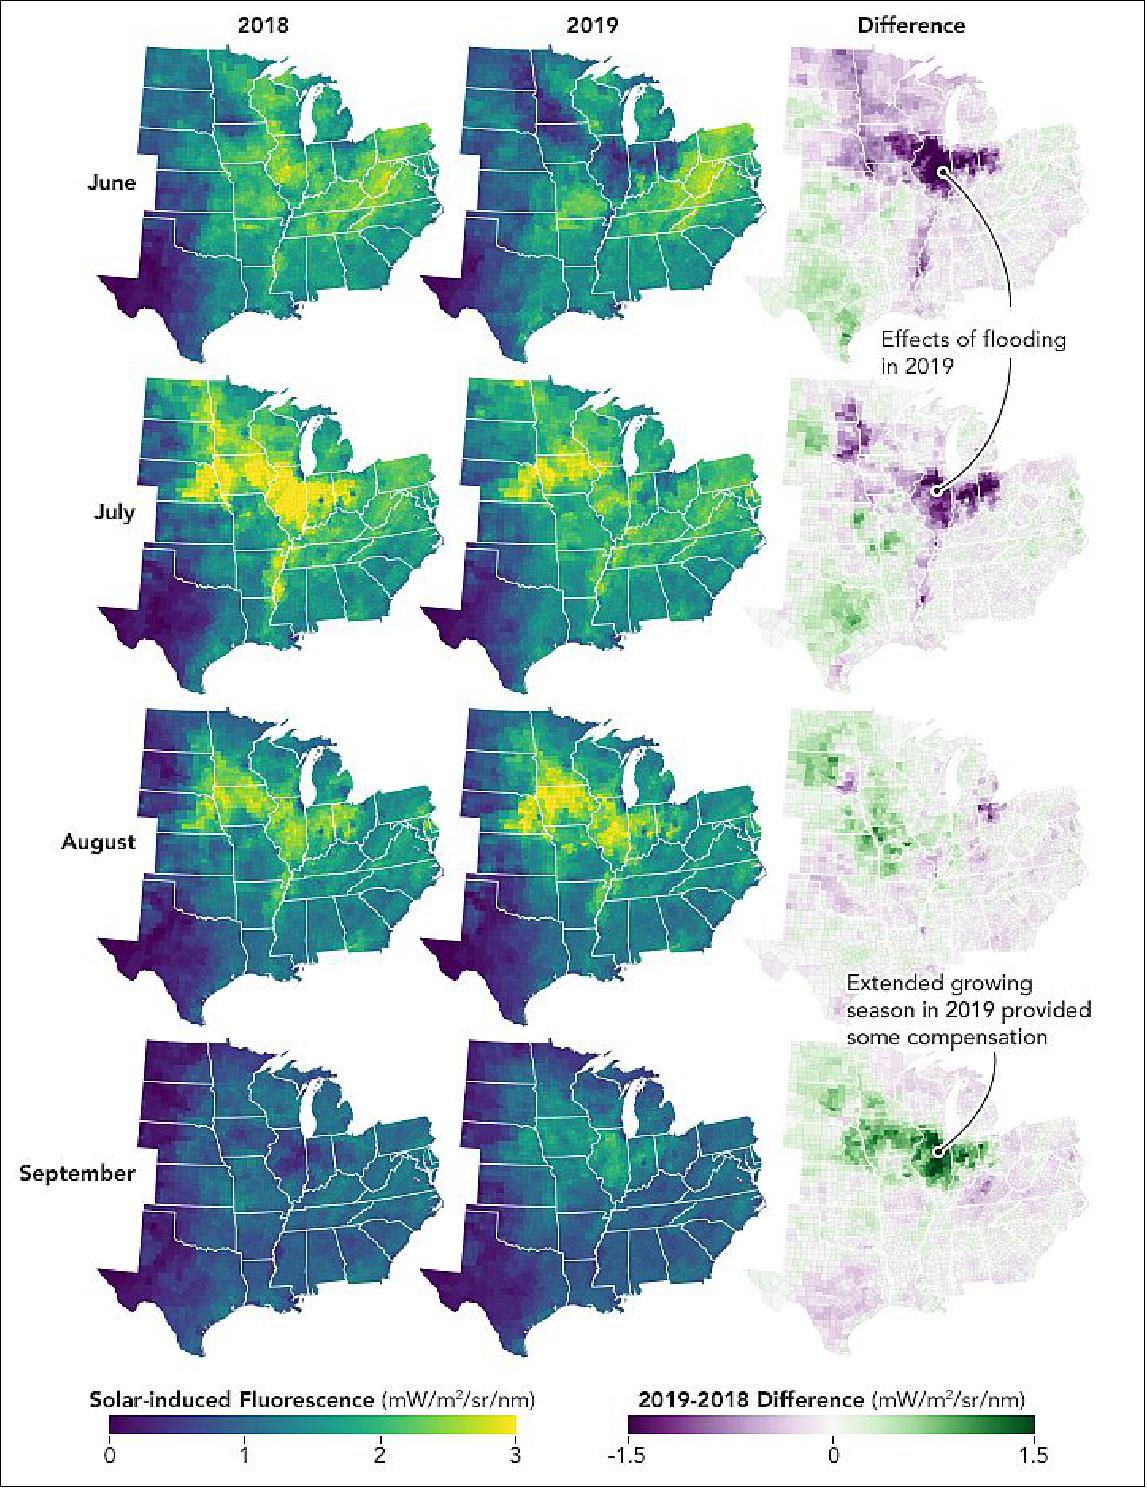 2018
2019
Difference
June
Effects of flooding
in 2019
July
August
Extended growing
season in 2019 provided
some compensation
September
Solar-induced Fluorescence (mW/m²/sr/nm)
0 1 2 3
2019-2018 Difference (mW/m²/sr/nm)
-1.5 0 1.5